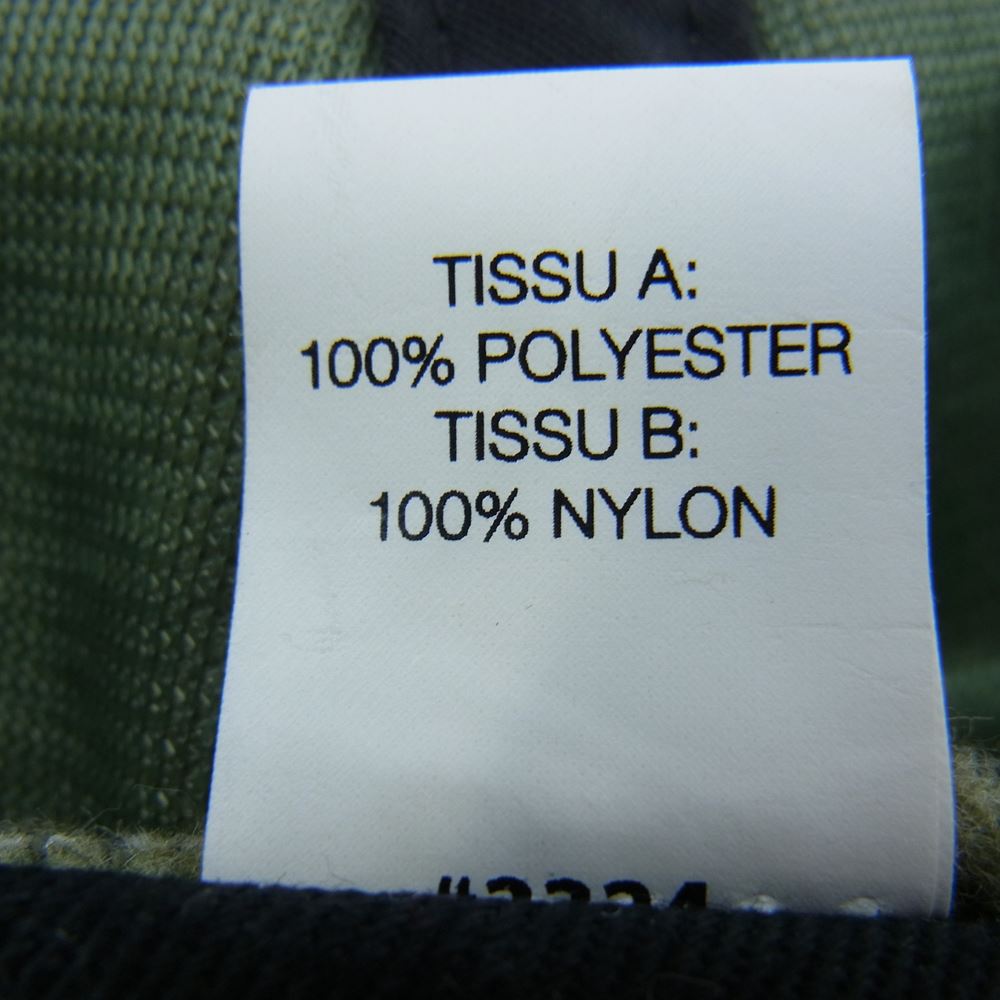 TISSU A:
100% POLYESTER
TISSU B:
100% NYLON